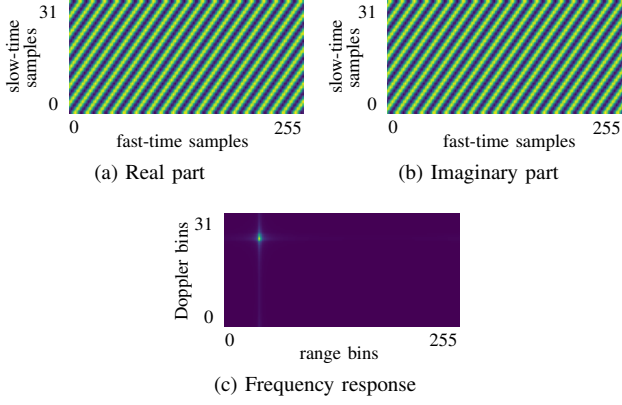 31
slow-time
samples
0
0
255
fast-time samples
(a) Real part
31
slow-time
samples
0
0
255
fast-time samples
(b) Imaginary part
31
Doppler bins
0
0
255
range bins
(c) Frequency response